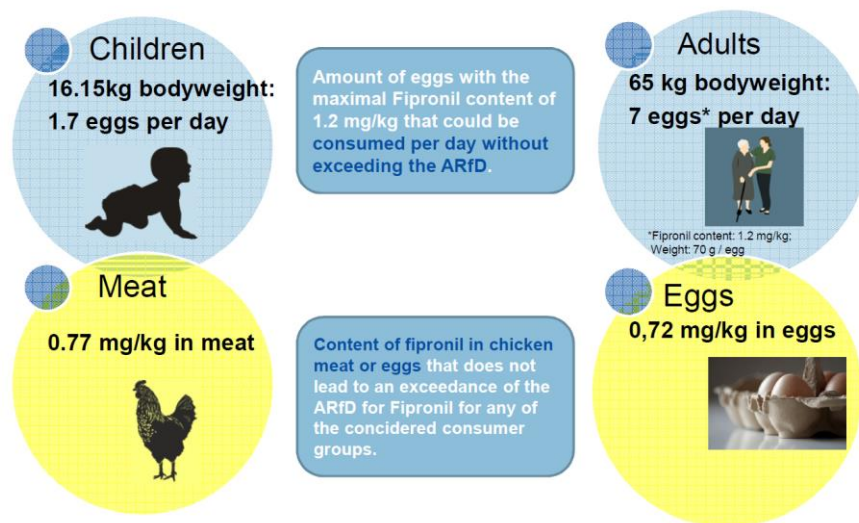 Children
16.15kg bodyweight:
1.7 eggs per day
Amount of eggs with the
maximal Fipronil content of
1.2 mg/kg that could be
consumed per day without
exceeding the ARfD.
Adults
65 kg bodyweight:
7 eggs* per day
*Fipronil content: 1.2 mg/kg;
Weight: 70 g / egg
Meat
0.77 mg/kg in meat
Content of fipronil in chicken
meat or eggs that does not
lead to an exceedance of the
ARfD for Fipronil for any of
the concidered consumer
groups.
Eggs
0,72 mg/kg in eggs